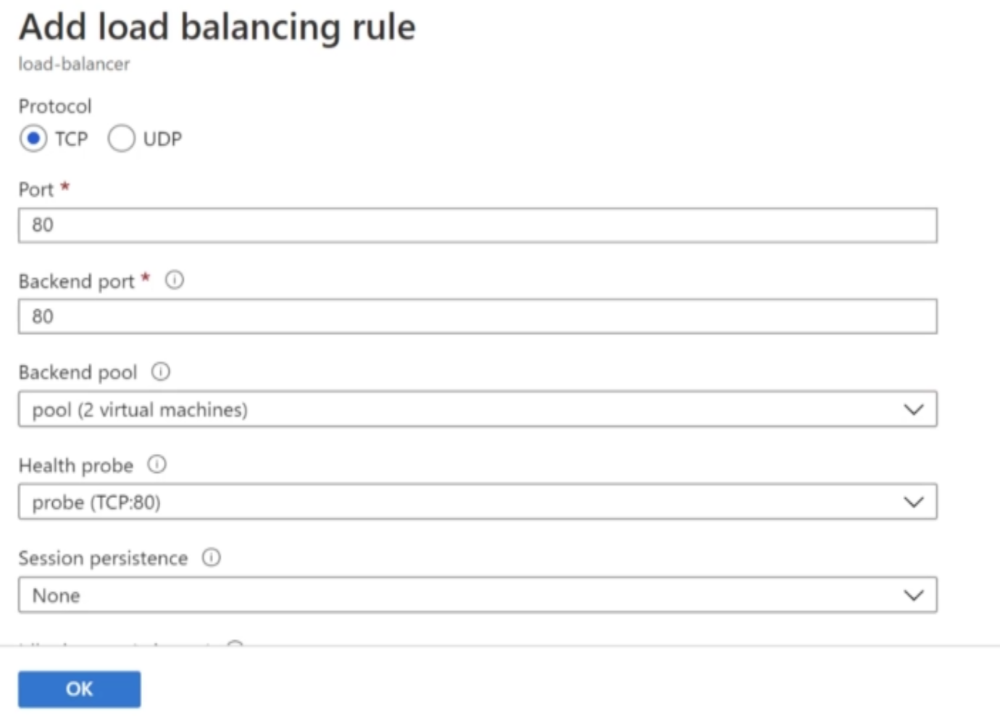 Add load balancing rule
load-balancer
Protocol
TCP UDP
Port *
80
Backend port *
80
Backend pool
pool (2 virtual machines)
Health probe
probe (TCP:80)
Session persistence
None
OK